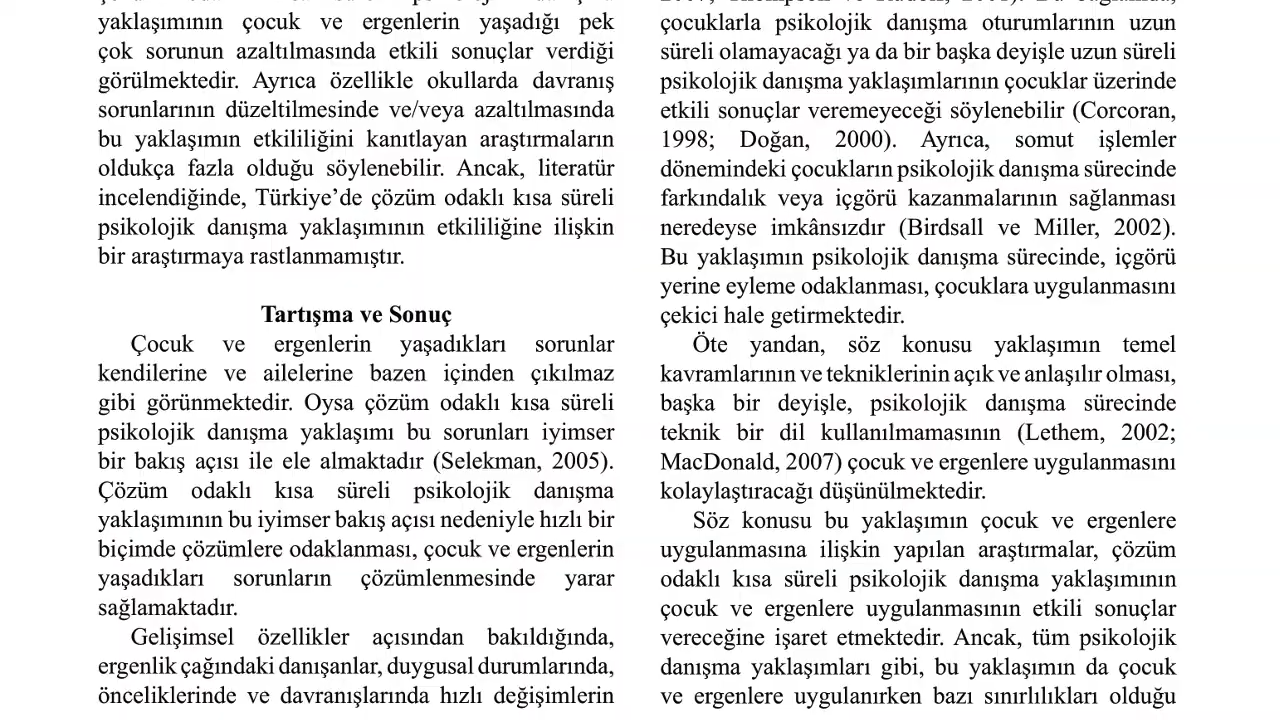 yaklaşımının çocuk ve ergenlerin yaşadığı pek
çok sorunun azaltılmasında etkili sonuçlar verdiği
görülmektedir. Ayrıca özellikle okullarda davranış
sorunlarının düzeltilmesinde ve/veya azaltılmasında
bu yaklaşımın etkililiğini kanıtlayan araştırmaların
oldukça fazla olduğu söylenebilir. Ancak, literatür
incelendiğinde, Türkiye’de çözüm odaklı kısa süreli
psikolojik danışma yaklaşımının etkililiğine ilişkin
bir araştırmaya rastlanmamıştır.
Tartışma ve Sonuç
Çocuk ve ergenlerin yaşadıkları sorunlar
kendilerine ve ailelerine bazen içinden çıkılmaz
gibi görünmektedir. Oysa çözüm odaklı kısa süreli
psikolojik danışma yaklaşımı bu sorunları iyimser
bir bakış açısı ile ele almaktadır (Selekman, 2005).
Çözüm odaklı kısa süreli psikolojik danışma
yaklaşımının bu iyimser bakış açısı nedeniyle hızlı bir
biçimde çözümlere odaklanması, çocuk ve ergenlerin
yaşadıkları sorunların çözümlenmesinde yarar
sağlamaktadır.
Gelişimsel özellikler açısından bakıldığında,
ergenlik çağındaki danışanlar, duygusal durumlarında,
önceliklerinde ve davranışlarında hızlı değişimlerin
çocuklarla psikolojik danışma oturumlarının uzun
süreli olamayacağı ya da bir başka deyişle uzun süreli
psikolojik danışma yaklaşımlarının çocuklar üzerinde
etkili sonuçlar veremeyeceği söylenebilir (Corcoran,
1998; Doğan, 2000). Ayrıca, somut işlemler
dönemindeki çocukların psikolojik danışma sürecinde
farkındalık veya içgörü kazanmalarının sağlanması
neredeyse imkânsızdır (Birdsall ve Miller, 2002).
Bu yaklaşımın psikolojik danışma sürecinde, içgörü
yerine eyleme odaklanması, çocuklara uygulanmasını
çekici hale getirmektedir.
Öte yandan, söz konusu yaklaşımın temel
kavramlarının ve tekniklerinin açık ve anlaşılır olması,
başka bir deyişle, psikolojik danışma sürecinde
teknik bir dil kullanılmamasının (Lethem, 2002;
MacDonald, 2007) çocuk ve ergenlere uygulanmasını
kolaylaştıracağı düşünülmektedir.
Söz konusu bu yaklaşımın çocuk ve ergenlere
uygulanmasına ilişkin yapılan araştırmalar, çözüm
odaklı kısa süreli psikolojik danışma yaklaşımının
çocuk ve ergenlere uygulanmasının etkili sonuçlar
vereceğine işaret etmektedir. Ancak, tüm psikolojik
danışma yaklaşımları gibi, bu yaklaşımın da çocuk
ve ergenlere uygulanırken bazı sınırlılıkları olduğu